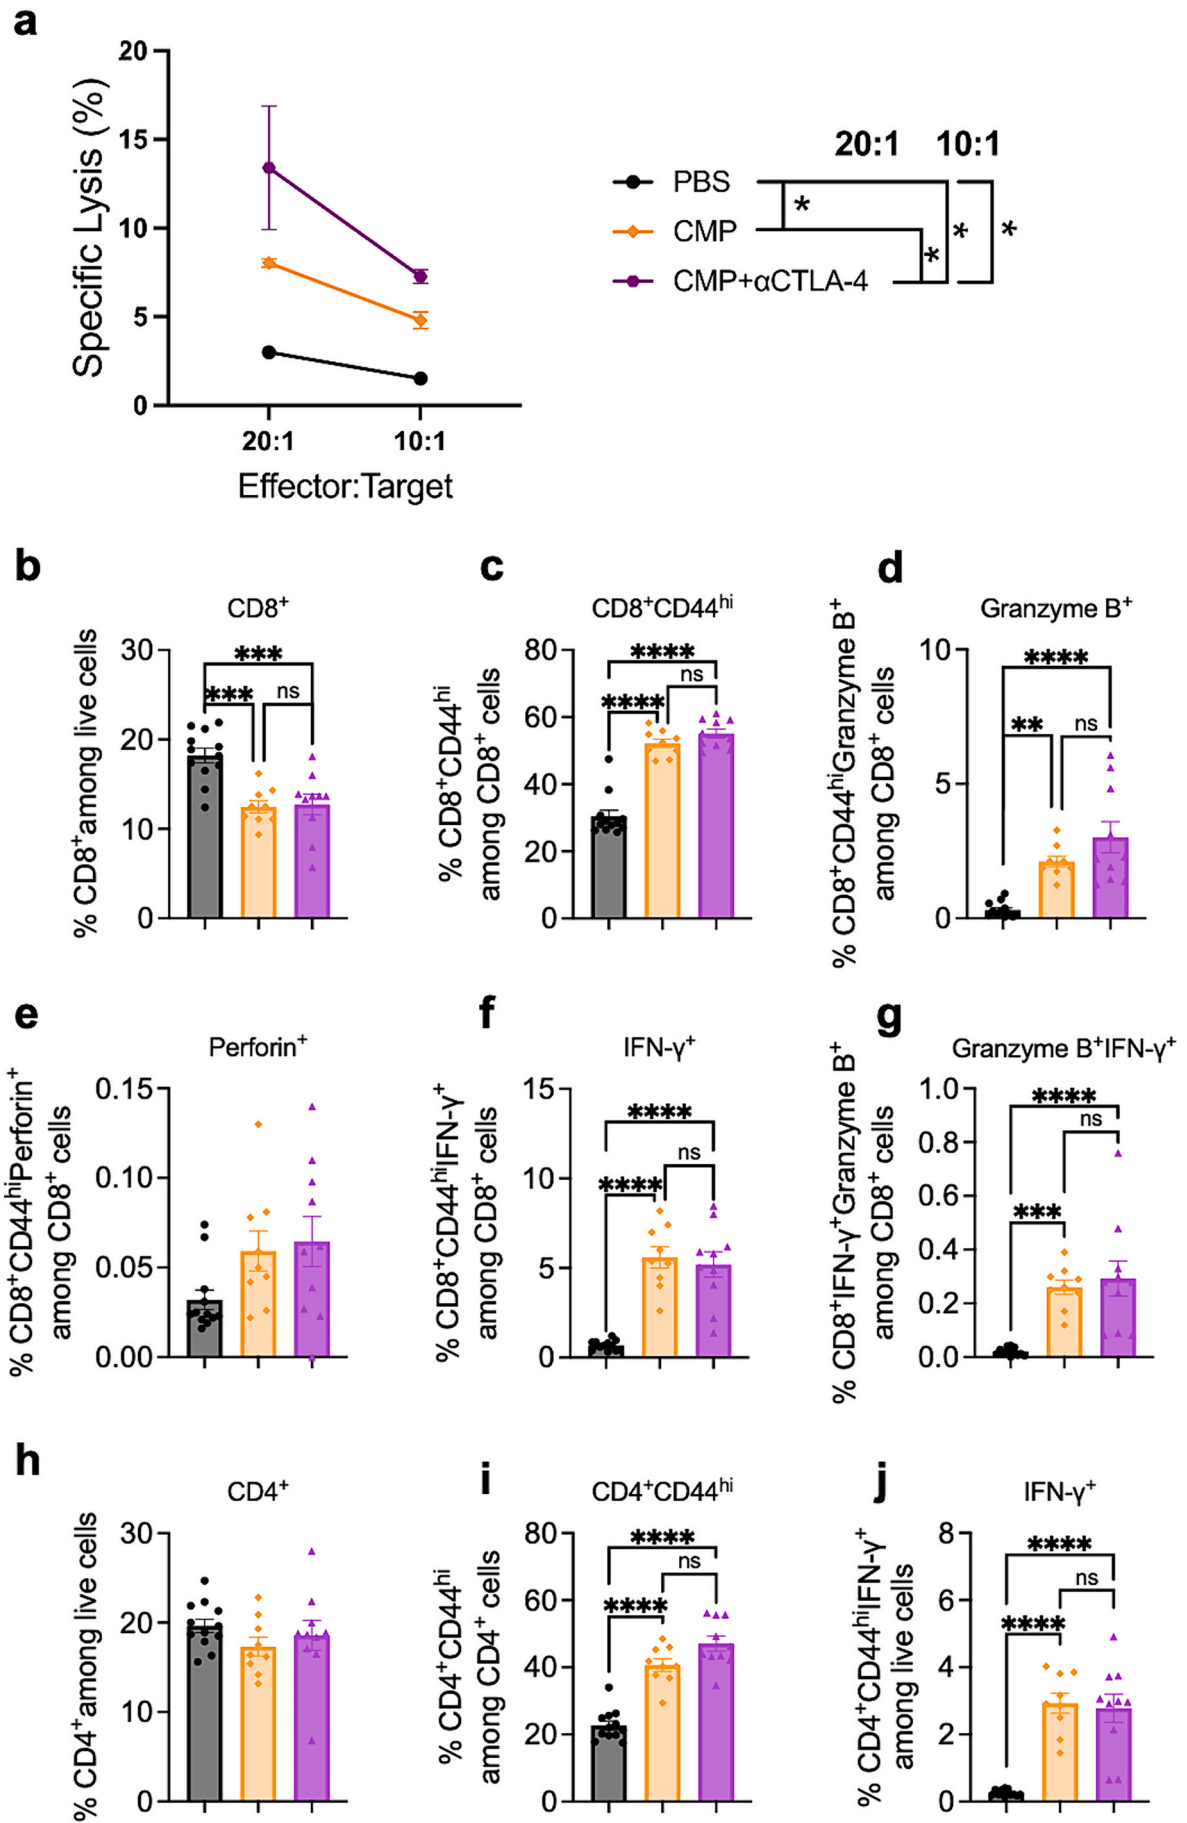 a
Specific Lysis (%)
20
15
10
5
0
20:1
10:1
Effector:Target
20:1 10:1
PBS
CMP
CMP+αCTLA-4
*
*
*
*
b
CD8⁺
% CD8⁺among live cells
30
20
10
0
***
***
ns
c
CD8⁺CD44ʰⁱ
% CD8⁺CD44ʰⁱ
among CD8⁺ cells
80
60
40
20
0
****
ns
****
d
Granzyme B⁺
% CD8⁺CD44ʰⁱGranzyme B⁺
among CD8⁺ cells
10
5
0
****
**
ns
e
Perforin⁺
% CD8⁺CD44ʰⁱPerforin⁺
among CD8⁺ cells
0.15
0.10
0.05
0.00
f
IFN-γ⁺
% CD8⁺CD44ʰⁱIFN-γ⁺
among CD8⁺ cells
15
10
5
0
****
ns
****
g
Granzyme B⁺IFN-γ⁺
% CD8⁺IFN-γ⁺Granzyme B⁺
among CD8⁺ cells
1.0
0.8
0.6
0.4
0.2
0.0
****
ns
***
h
CD4⁺
% CD4⁺among live cells
30
20
10
0
i
CD4⁺CD44ʰⁱ
% CD4⁺CD44ʰⁱ
among CD4⁺ cells
80
60
40
20
0
****
ns
****
j
IFN-γ⁺
% CD4⁺CD44ʰⁱIFN-γ⁺
among live cells
8
6
4
2
0
****
ns
****